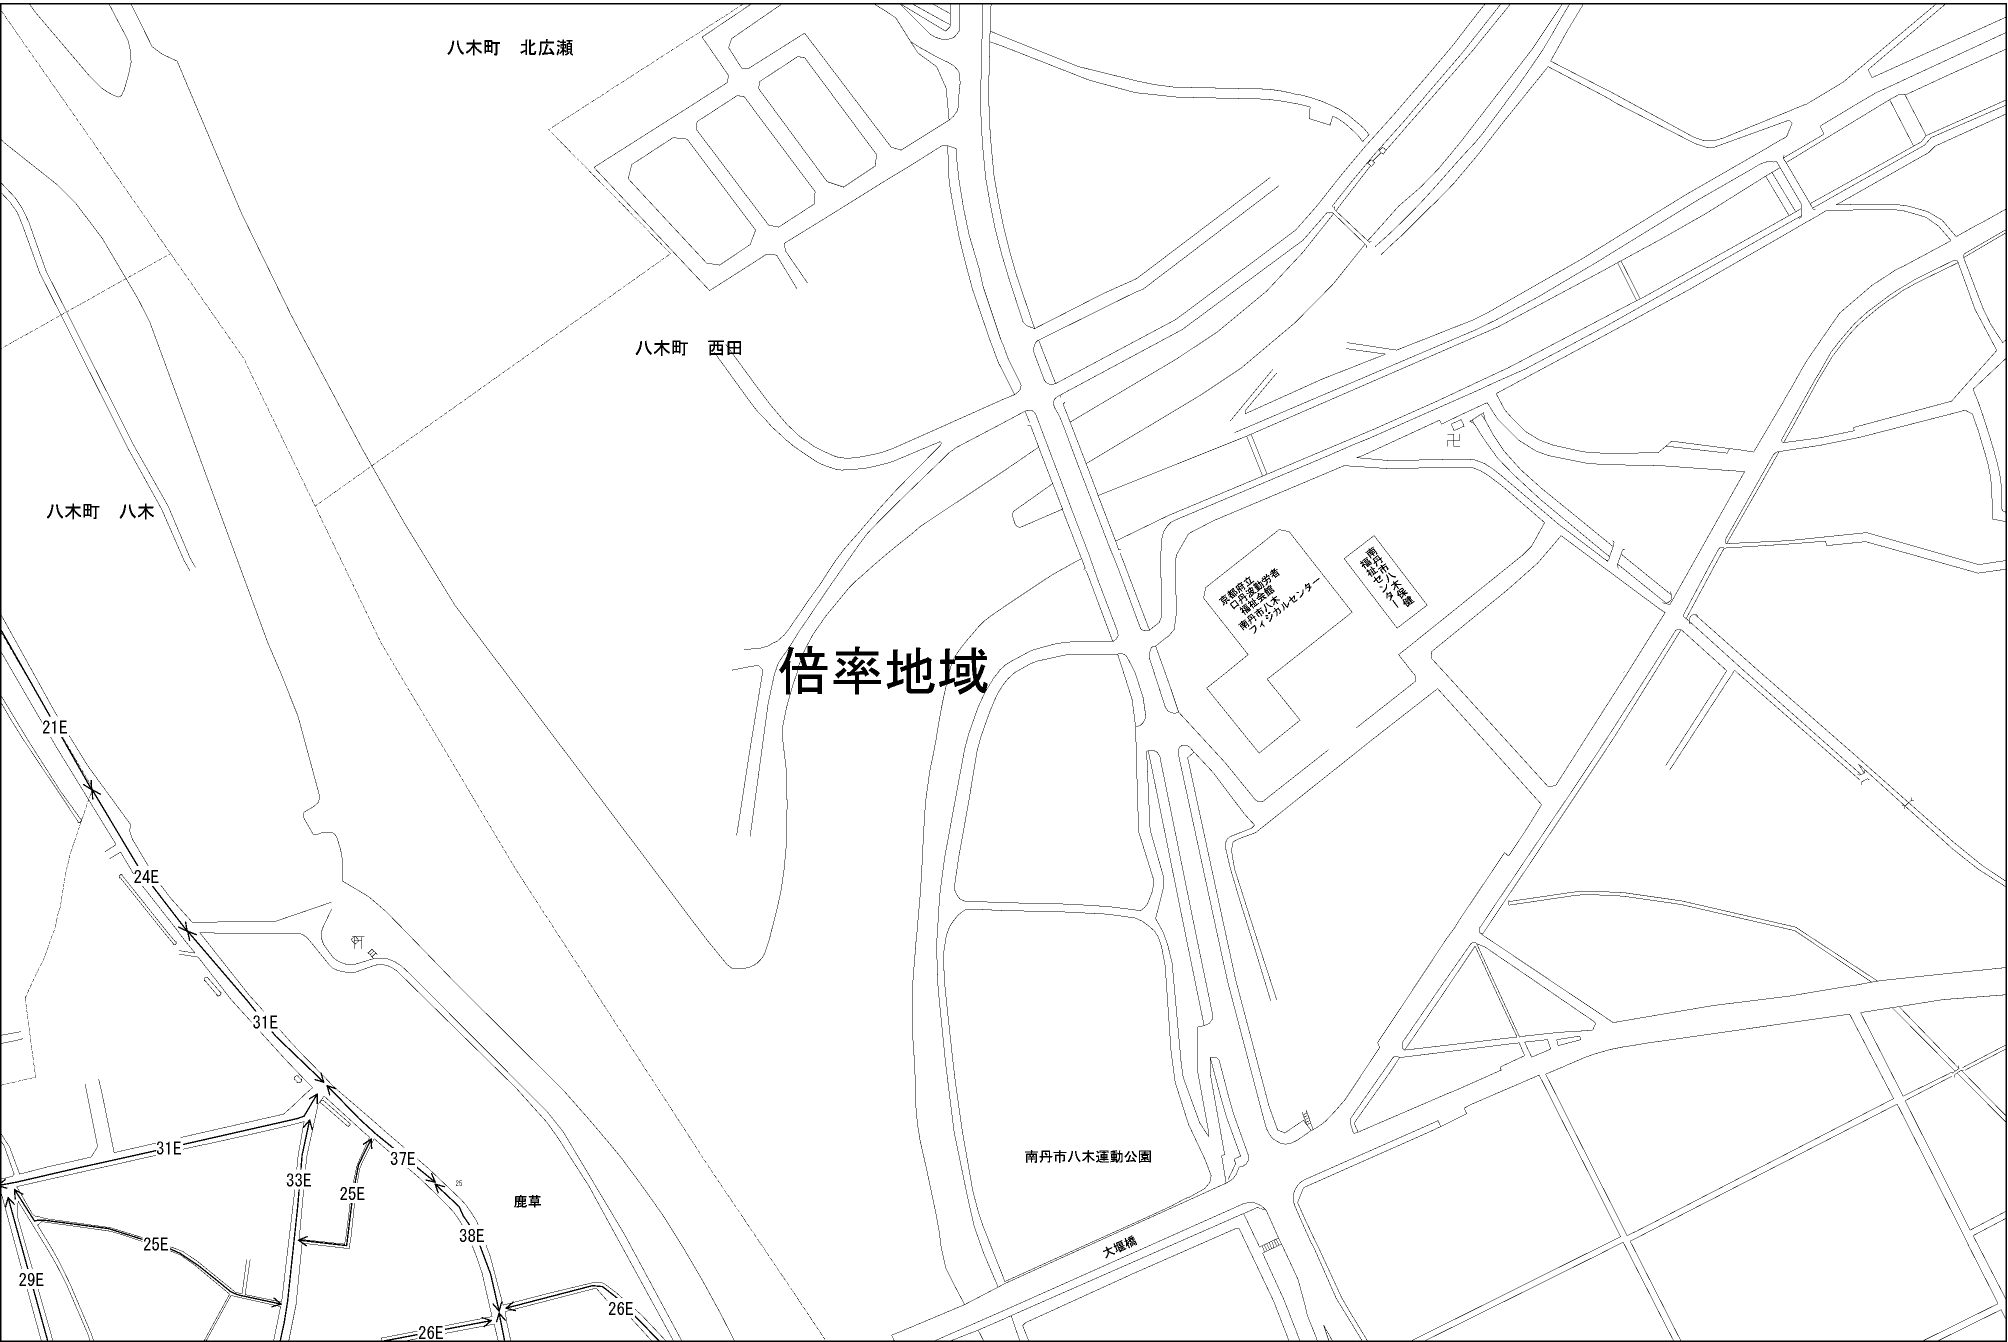 八木町　北広瀬
八木町　西田
八木町　八木
京都府立
口丹波勤労者
福祉会館
南丹市八木
フィジカルセンター
南丹市八木保健
福祉センター
倍率地域
21E
24E
31E
31E
37E
33E
25E
25
鹿草
38E
25E
29E
26E
26E
南丹市八木運動公園
大堰橋